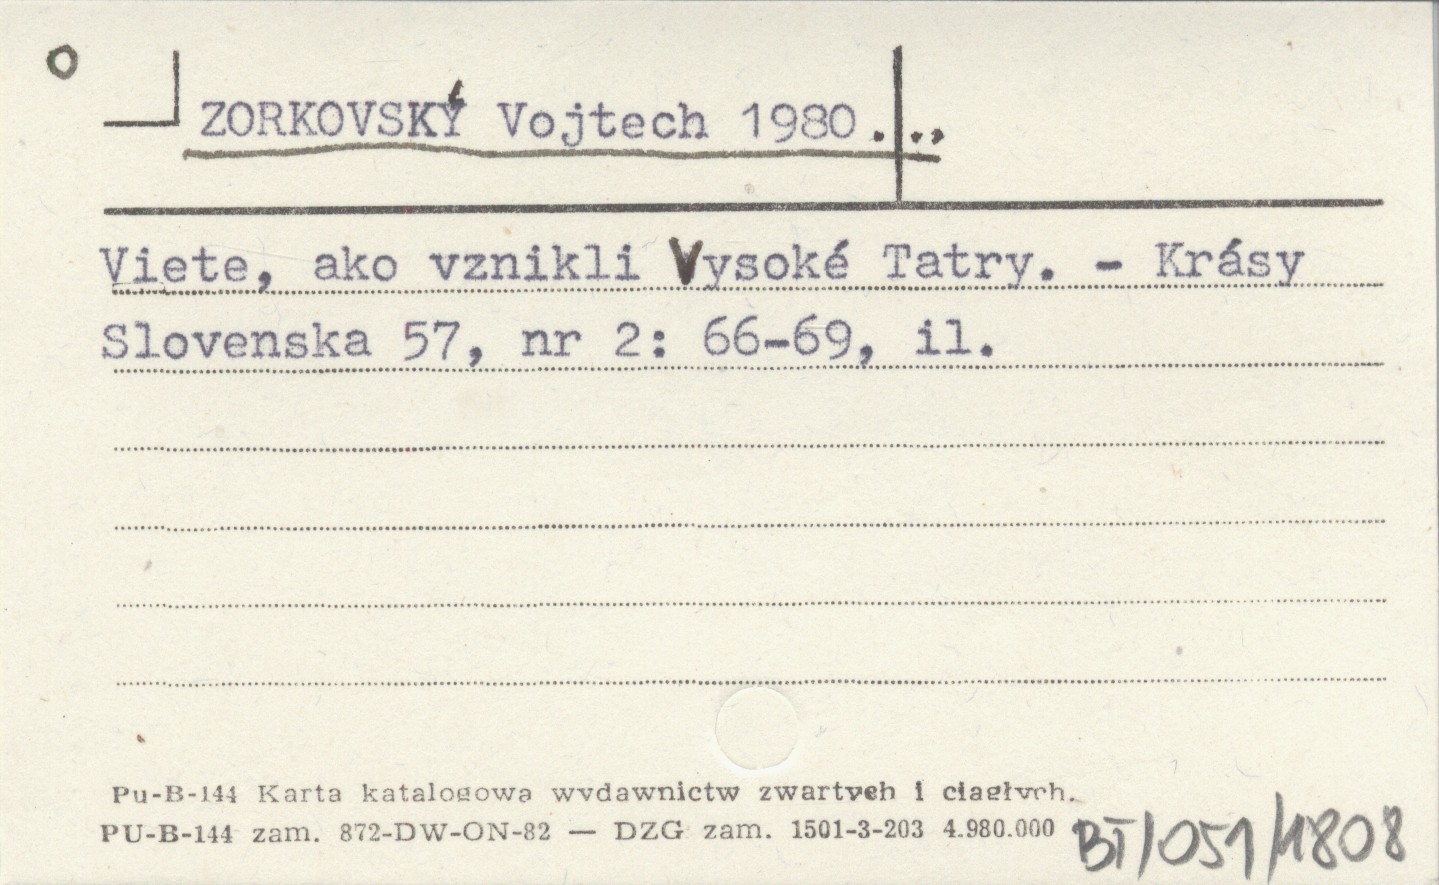 ZORKOVSKÝ Vojtech 1980...
Viete, ako vznikli Vysoké Tatry. - Krásy
Slovenska 57, nr 2: 66-69, il.
Pu-B-144 Karta katalogowa wydawnictw zwartych i ciągłych.
PU-B-144 zam. 872-DW-ON-82 — DZG zam. 1501-3-203 4.980.000
BT/051/1808